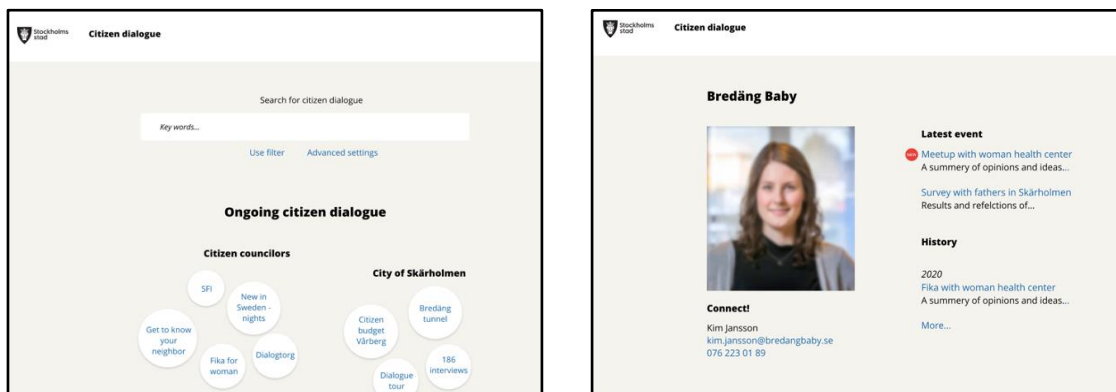 Stockholms
stad
Citizen dialogue
Search for citizen dialogue
Key words...
Use filter
Advanced settings
Ongoing citizen dialogue
Citizen councilors
SFI
New in
Sweden -
nights
Get to know
your
neighbor
Fika for
woman
Dialogtorg
City of Skärholmen
Bredäng
tunnel
Citizen
budget
Vårberg
186
interviews
Dialogue
tour
Stockholms
stad
Citizen dialogue
Bredäng Baby
Connect!
Kim Jansson
kim.jansson@bredangbaby.se
076 223 01 89
Latest event
Meetup with woman health center
A summery of opinions and ideas...
Survey with fathers in Skärholmen
Results and refelctions of...
History
2020
Fika with woman health center
A summery of opinions and ideas...
More...